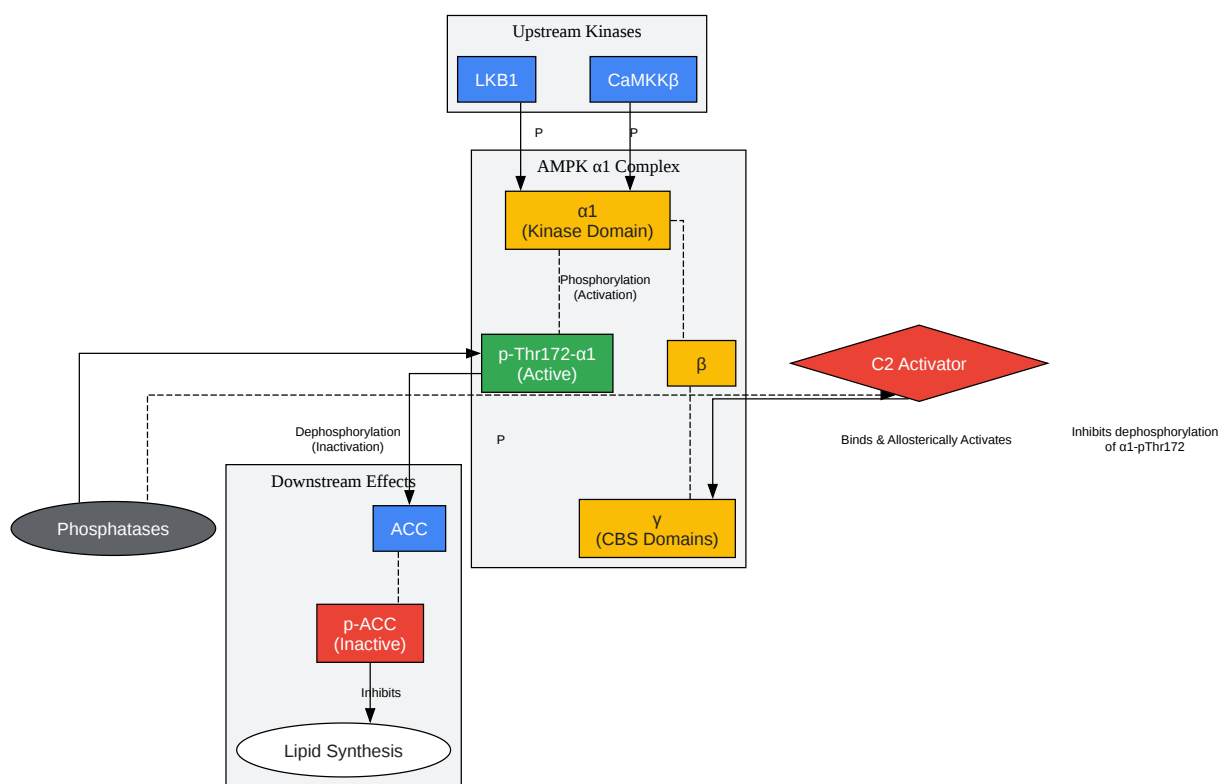 Upstream Kinases
LKB1
CaMKKβ
P
P
AMPK α1 Complex
α1
(Kinase Domain)
Phosphorylation
(Activation)
p-Thr172-α1
(Active)
β
C2 Activator
Dephosphorylation
(Inactivation)
P
Binds & Allosterically Activates
Inhibits dephosphorylation
of α1-pThr172
Downstream Effects
Phosphatases
ACC
γ
(CBS Domains)
p-ACC
(Inactive)
Inhibits
Lipid Synthesis